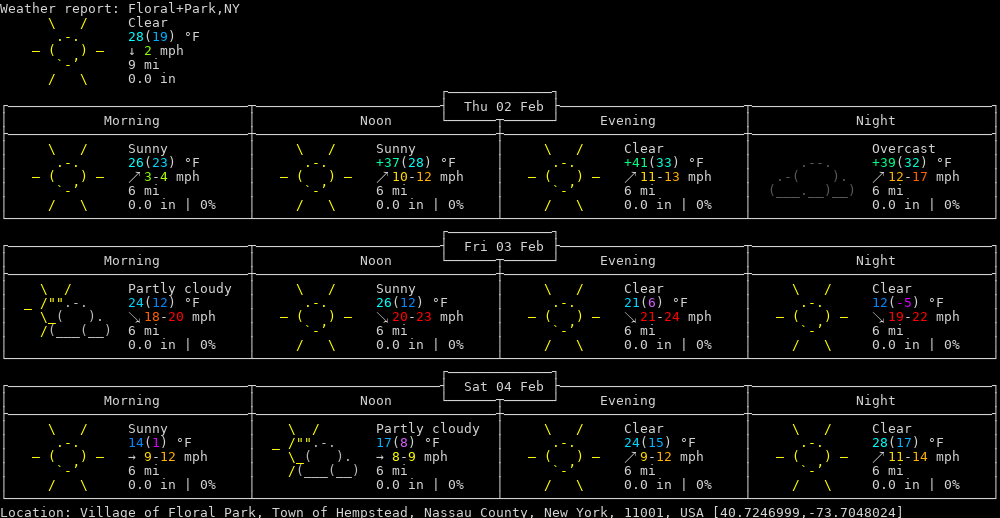 Weather report: Floral+Park,NY
Clear
28(19) °F
↓ 2 mph
9 mi
0.0 in
Thu 02 Feb
Morning Noon Evening Night
Sunny Sunny Clear Overcast
26(23) °F +37(28) °F +41(33) °F +39(32) °F
↗ 3-4 mph ↗ 10-12 mph ↗ 11-13 mph ↗ 12-17 mph
6 mi 6 mi 6 mi 6 mi
0.0 in | 0% 0.0 in | 0% 0.0 in | 0% 0.0 in | 0%
Fri 03 Feb
Morning Noon Evening Night
Partly cloudy Sunny Clear Clear
24(12) °F 26(12) °F 21(6) °F 12(-5) °F
↘ 18-20 mph ↘ 20-23 mph ↘ 21-24 mph ↘ 19-22 mph
6 mi 6 mi 6 mi 6 mi
0.0 in | 0% 0.0 in | 0% 0.0 in | 0% 0.0 in | 0%
Sat 04 Feb
Morning Noon Evening Night
Sunny Partly cloudy Clear Clear
14(1) °F 17(8) °F 24(15) °F 28(17) °F
→ 9-12 mph → 8-9 mph ↗ 9-12 mph ↗ 11-14 mph
6 mi 6 mi 6 mi 6 mi
0.0 in | 0% 0.0 in | 0% 0.0 in | 0% 0.0 in | 0%
Location: Village of Floral Park, Town of Hempstead, Nassau County, New York, 11001, USA [40.7246999,-73.7048024]